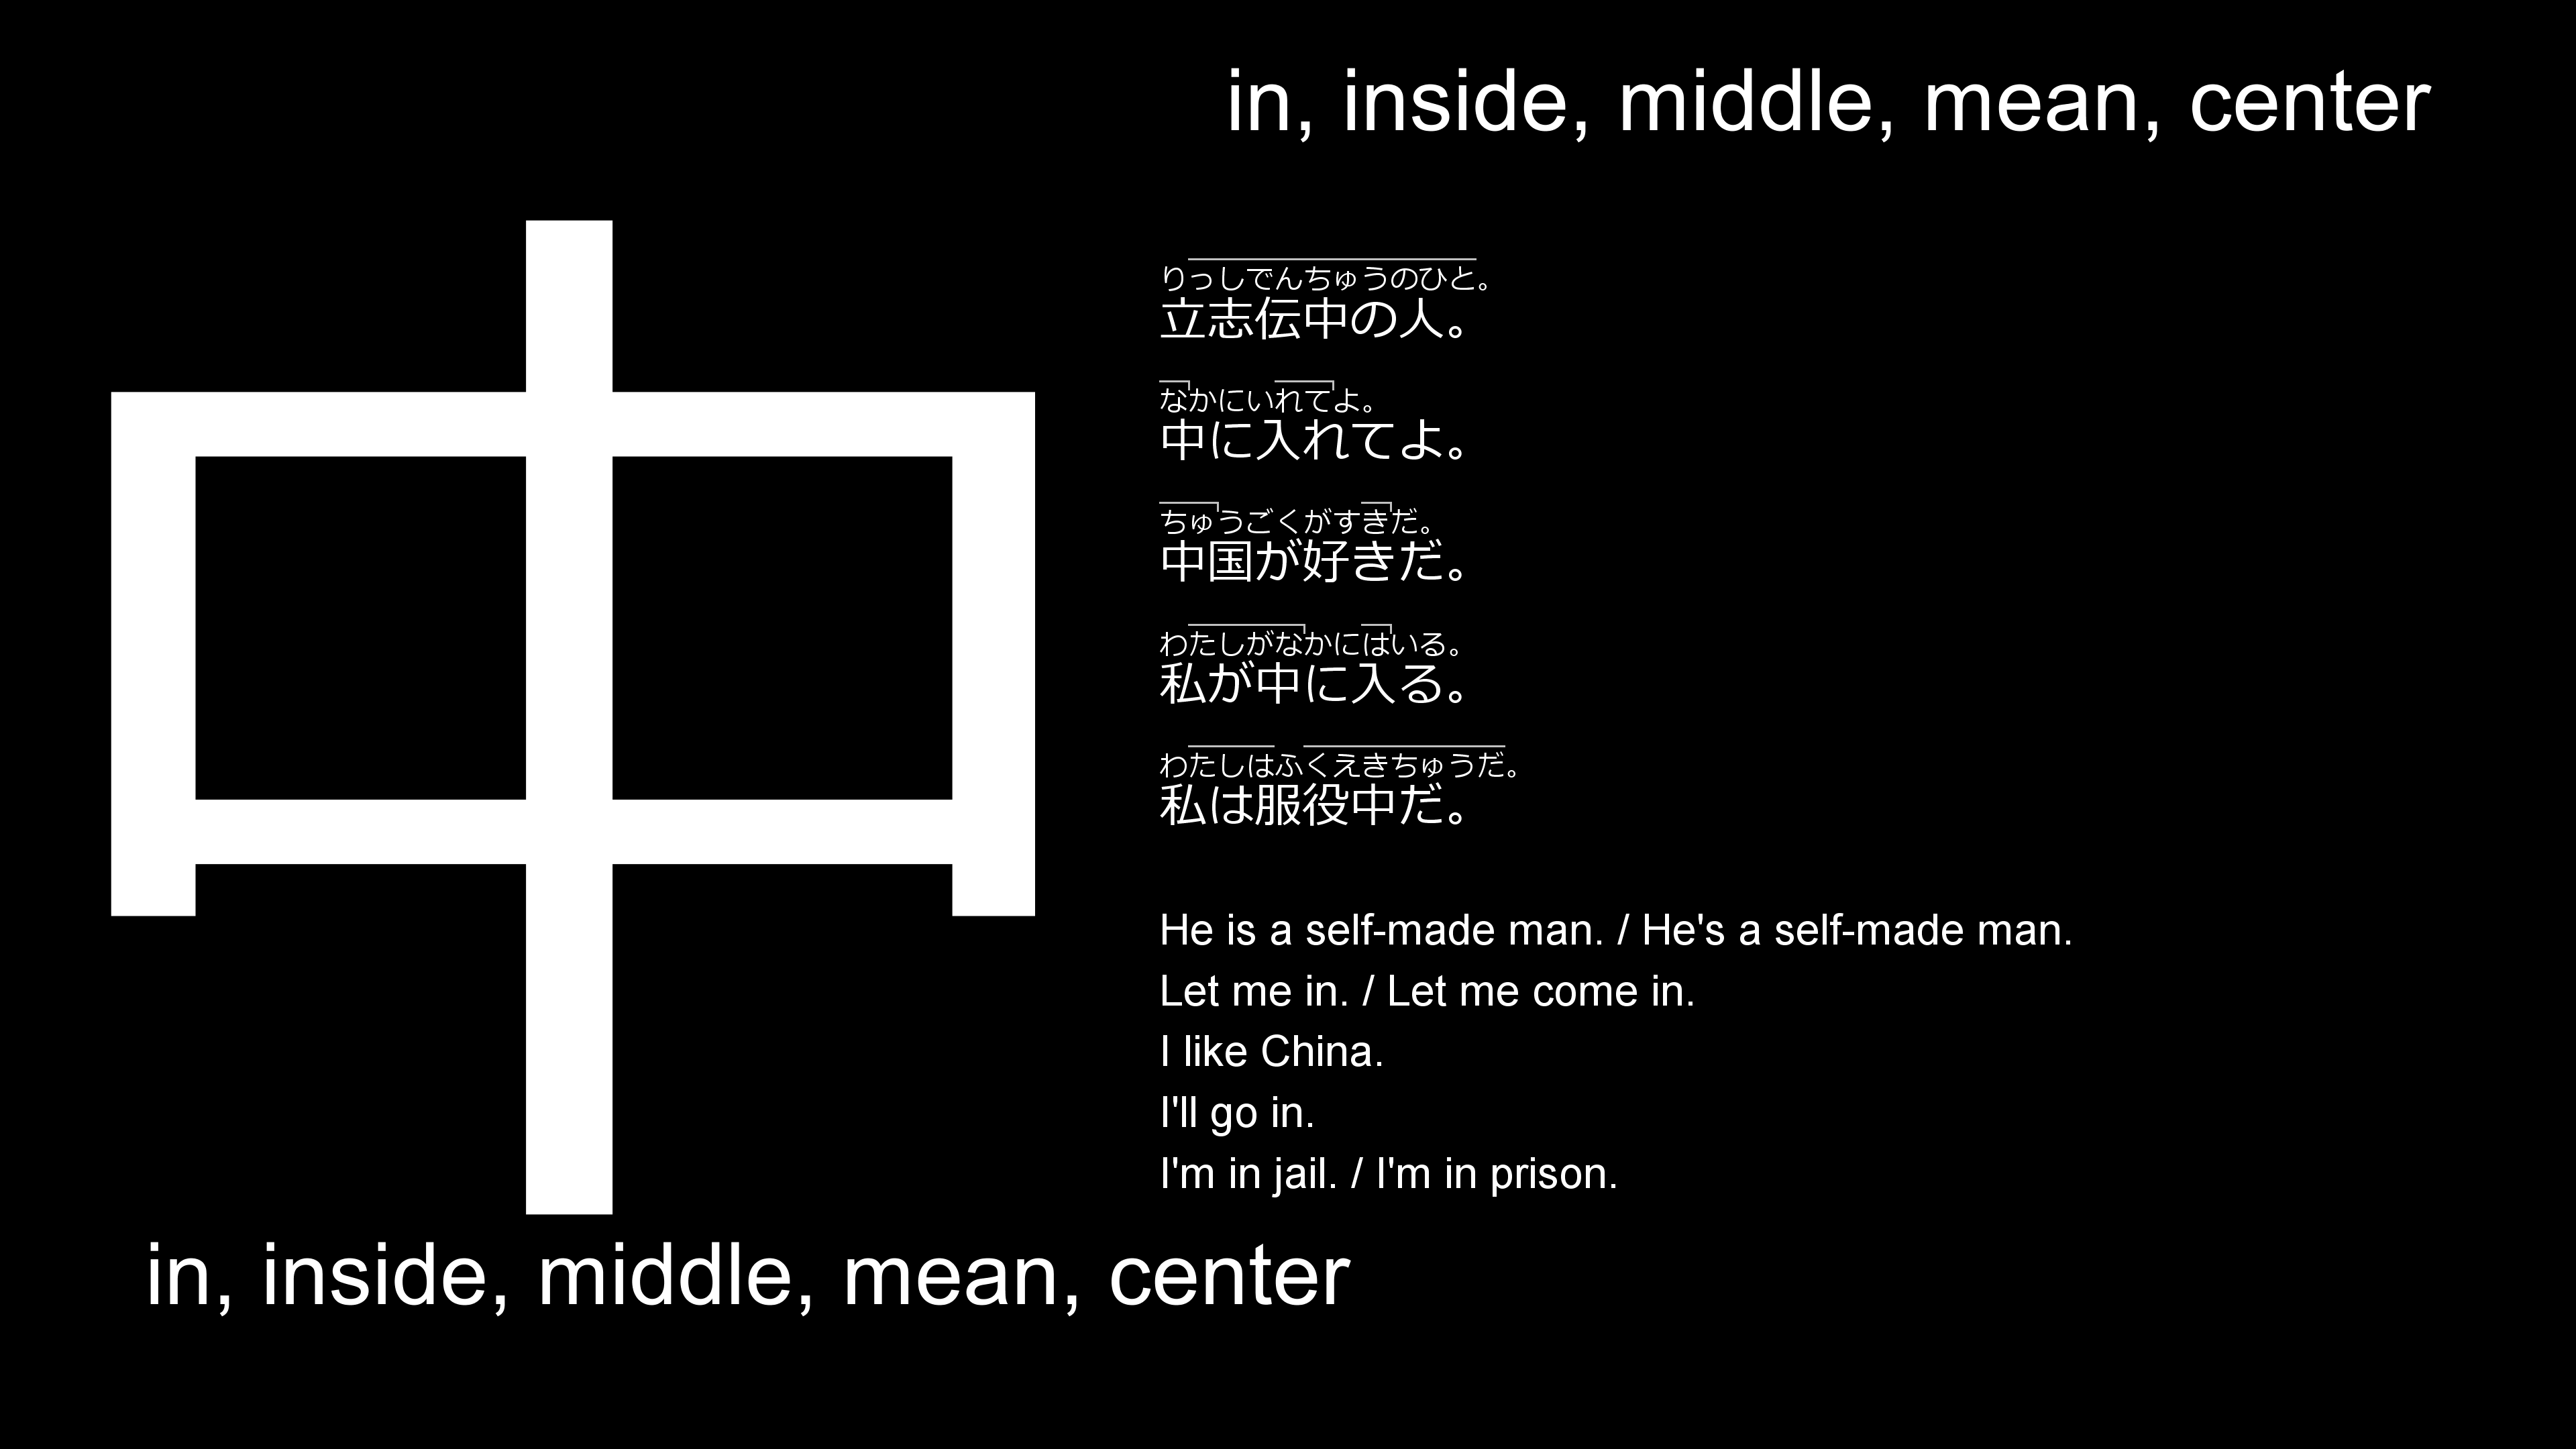 in, inside, middle, mean, center
中
りっしでんちゅうのひと。
立志伝中の人。
なかにいれてよ。
中に入れてよ。
ちゅうごくがすきだ。
中国が好きだ。
わたしがなかにはいる。
私が中に入る。
わたしはふくえきちゅうだ。
私は服役中だ。
He is a self-made man. / He's a self-made man.
Let me in. / Let me come in.
I like China.
I'll go in.
I'm in jail. / I'm in prison.
in, inside, middle, mean, center